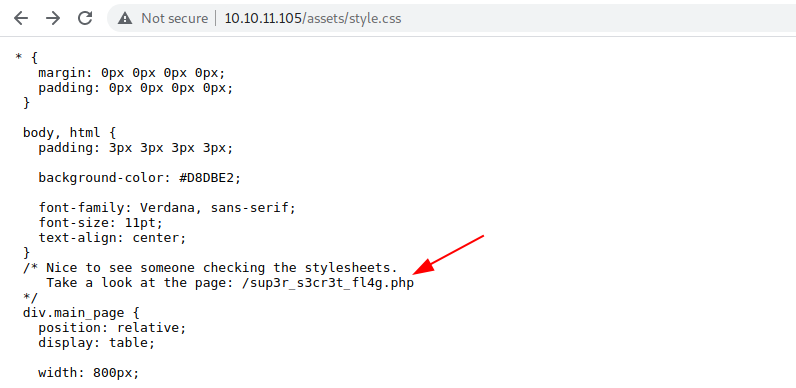 Not secure | 10.10.11.105/assets/style.css
* {
margin: 0px 0px 0px 0px;
padding: 0px 0px 0px 0px;
}
body, html {
padding: 3px 3px 3px 3px;
background-color: #D8DBE2;
font-family: Verdana, sans-serif;
font-size: 11pt;
text-align: center;
}
/* Nice to see someone checking the stylesheets.
Take a look at the page: /sup3r_s3cr3t_fl4g.php
*/
div.main_page {
position: relative;
display: table;
width: 800px;